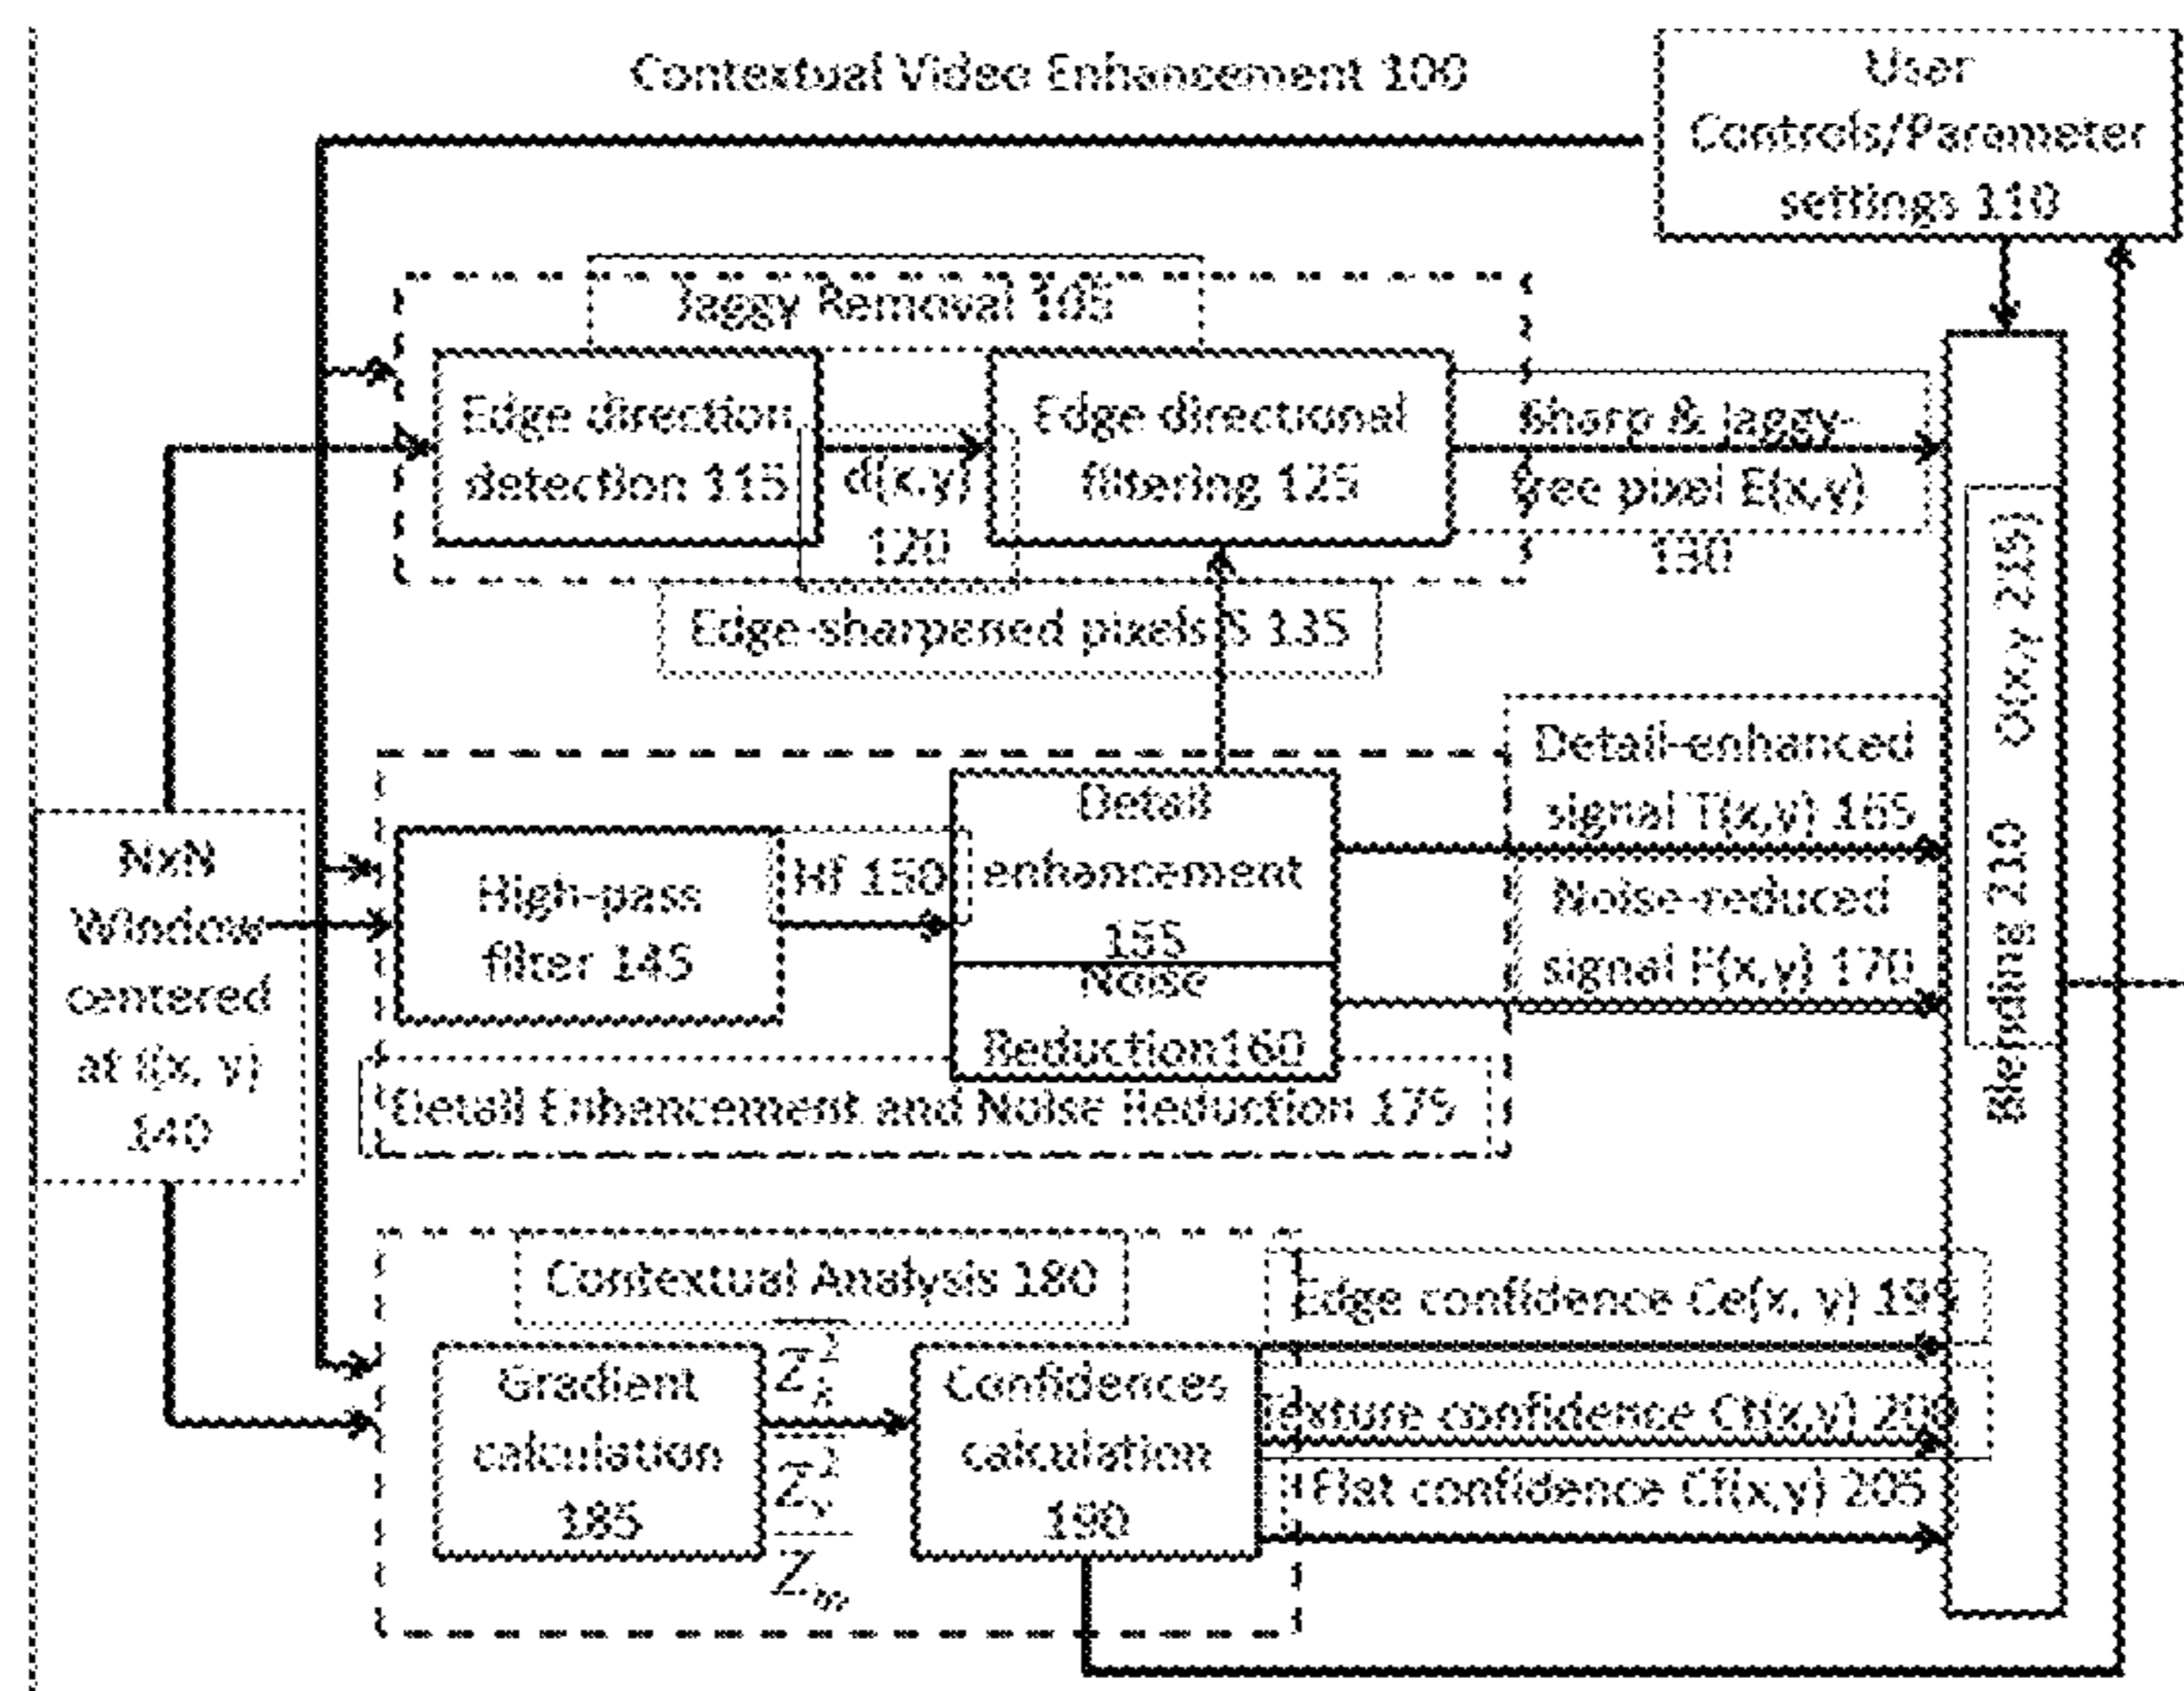 Contextual Video Enhancement 100
User
Controls/Parameter
settings 110
Jaggy Removal 105
Edge direction
detection 115
d(x,y)
120
Edge directional
filtering 125
Sharp & Jaggy-
free pixel E(x,y)
130
Edge-sharpened pixels S 135
NxN
Window
centered
at I(x, y)
140
High-pass
filter 145
Hf 150
Detail
enhancement
155
Noise
Reduction160
Detail-enhanced
signal T(x,y) 165
Noise-reduced
signal F(x,y) 170
Detail Enhancement and Noise Reduction 175
Blending 210
O(x,y 215)
Contextual Analysis 180
Gradient
calculation
185
Confidences
calculation
190
Edge confidence Ce(x, y) 195
Texture confidence Ct(x,y) 200
Flat confidence Cf(x,y) 205